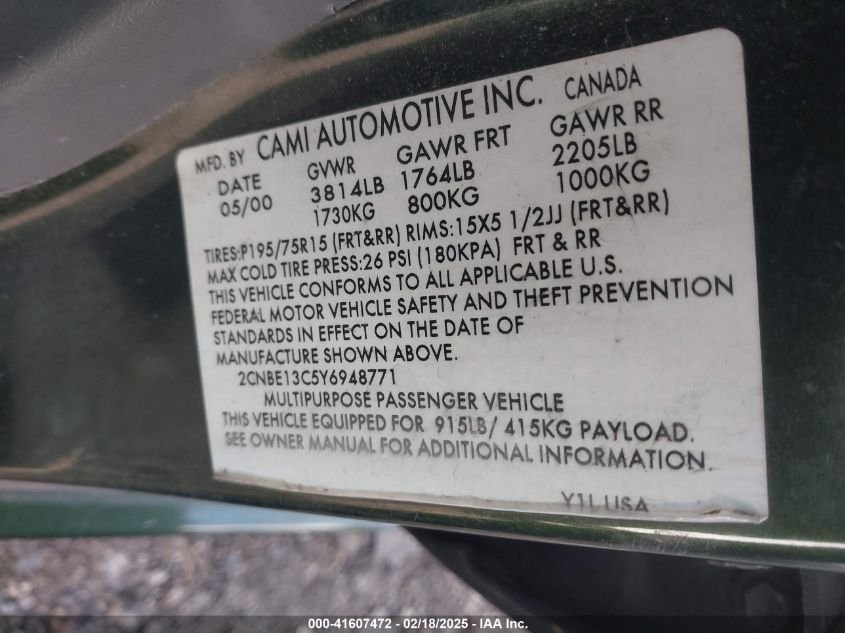 MFD. BY CAMI AUTOMOTIVE INC. CANADA
DATE GVWR GAWR FRT GAWR RR
05/00 3814LB 1764LB 2205LB
1730KG 800KG 1000KG
TIRES:P195/75R15 (FRT&RR) RIMS:15X5 1/2JJ (FRT&RR)
MAX COLD TIRE PRESS:26 PSI (180KPA) FRT & RR
THIS VEHICLE CONFORMS TO ALL APPLICABLE U.S.
FEDERAL MOTOR VEHICLE SAFETY AND THEFT PREVENTION
STANDARDS IN EFFECT ON THE DATE OF
MANUFACTURE SHOWN ABOVE.
2CNBE13C5Y6948771
MULTIPURPOSE PASSENGER VEHICLE
THIS VEHICLE EQUIPPED FOR 915LB/ 415KG PAYLOAD.
SEE OWNER MANUAL FOR ADDITIONAL INFORMATION.
Y1L USA
000-41607472 - 02/18/2025 - IAA Inc.